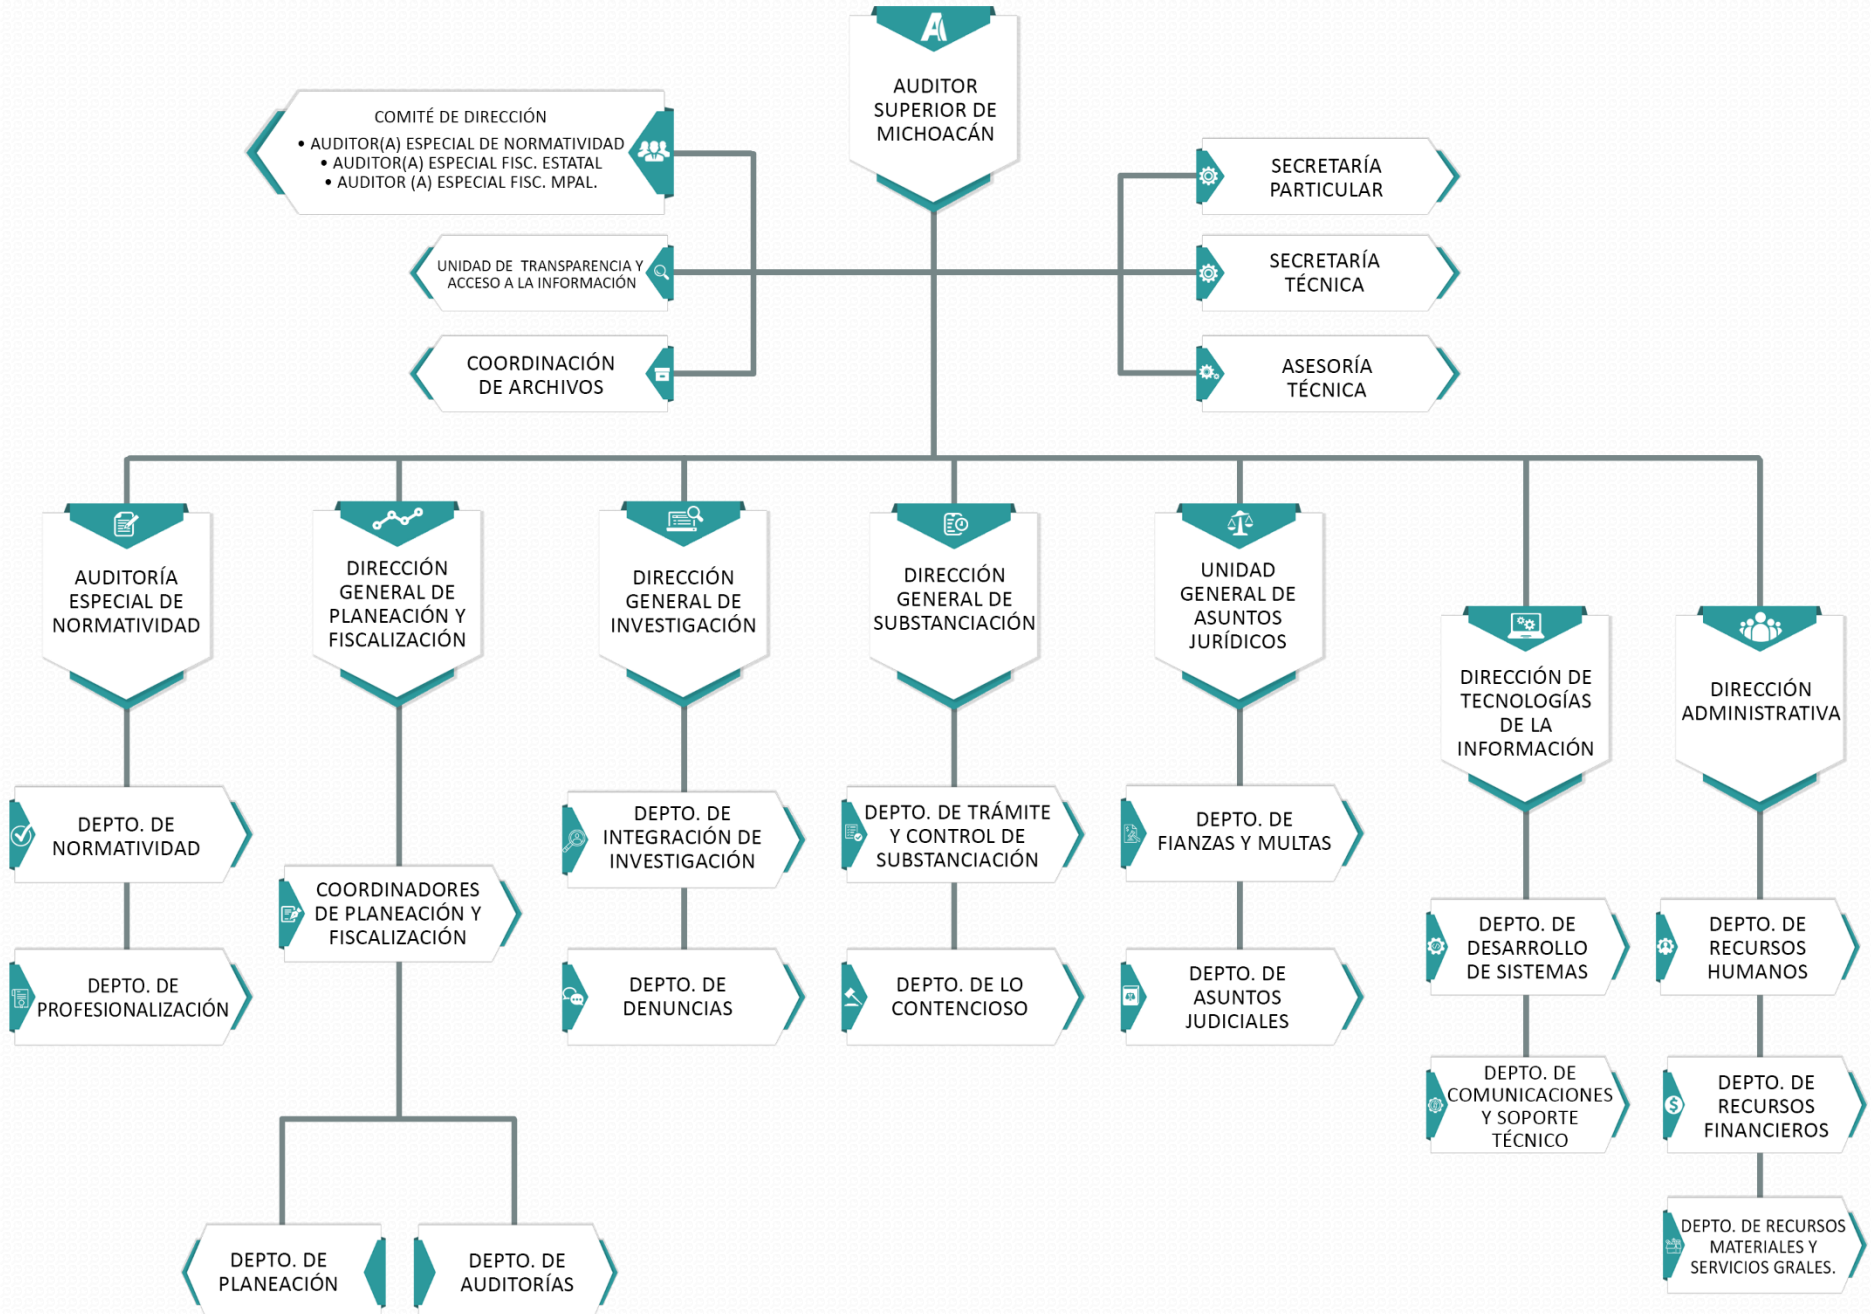 AUDITOR
SUPERIOR DE
MICHOACÁN
COMITÉ DE DIRECCIÓN
• AUDITOR(A) ESPECIAL DE NORMATIVIDAD
• AUDITOR(A) ESPECIAL FISC. ESTATAL
• AUDITOR (A) ESPECIAL FISC. MPAL.
UNIDAD DE TRANSPARENCIA Y
ACCESO A LA INFORMACIÓN
COORDINACIÓN
DE ARCHIVOS
SECRETARÍA
PARTICULAR
SECRETARÍA
TÉCNICA
ASESORÍA
TÉCNICA
AUDITORÍA
ESPECIAL DE
NORMATIVIDAD
DIRECCIÓN
GENERAL DE
PLANEACIÓN Y
FISCALIZACIÓN
DIRECCIÓN
GENERAL DE
INVESTIGACIÓN
DIRECCIÓN
GENERAL DE
SUBSTANCIACIÓN
UNIDAD
GENERAL DE
ASUNTOS
JURÍDICOS
DIRECCIÓN DE
TECNOLOGÍAS
DE LA
INFORMACIÓN
DIRECCIÓN
ADMINISTRATIVA
DEPTO. DE
NORMATIVIDAD
DEPTO. DE
PROFESIONALIZACIÓN
COORDINADORES
DE PLANEACIÓN Y
FISCALIZACIÓN
DEPTO. DE
PLANEACIÓN
DEPTO. DE
AUDITORÍAS
DEPTO. DE
INTEGRACIÓN DE
INVESTIGACIÓN
DEPTO. DE
DENUNCIAS
DEPTO. DE TRÁMITE
Y CONTROL DE
SUBSTANCIACIÓN
DEPTO. DE LO
CONTENCIOSO
DEPTO. DE
FIANZAS Y MULTAS
DEPTO. DE
ASUNTOS
JUDICIALES
DEPTO. DE
DESARROLLO
DE SISTEMAS
DEPTO. DE
COMUNICACIONES
Y SOPORTE
TÉCNICO
DEPTO. DE
RECURSOS
HUMANOS
DEPTO. DE
RECURSOS
FINANCIEROS
DEPTO. DE RECURSOS
MATERIALES Y
SERVICIOS GRALES.